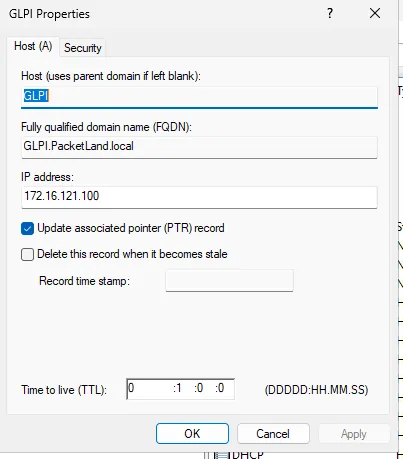 GLPI Properties
? ×
Host (A) Security
Host (uses parent domain if left blank):
GLPI
Fully qualified domain name (FQDN):
GLPI.PacketLand.local
IP address:
172.16.121.100
Update associated pointer (PTR) record
Delete this record when it becomes stale
Record time stamp:
Time to live (TTL): 0 :1 :0 :0 (DDDDD:HH.MM.SS)
OK Cancel Apply
DHCP